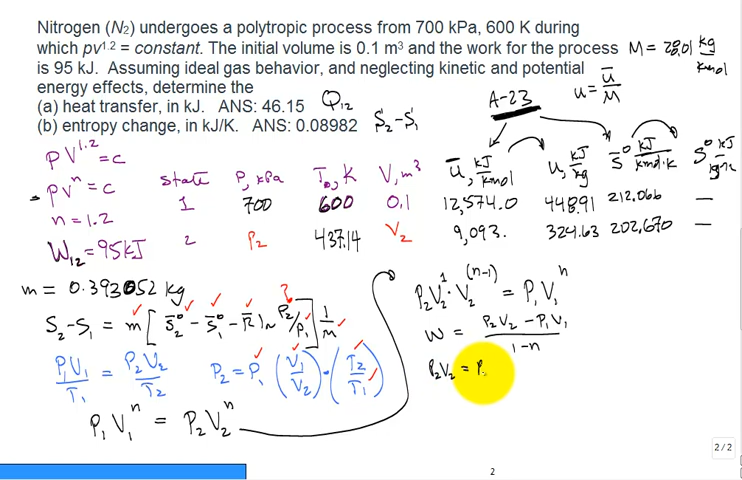 Nitrogen (N₂) undergoes a polytropic process from 700 kPa, 600 K during
which pv¹·² = constant. The initial volume is 0.1 m³ and the work for the process
is 95 kJ. Assuming ideal gas behavior, and neglecting kinetic and potential
energy effects, determine the
(a) heat transfer, in kJ. ANS: 46.15 Q₁₂
(b) entropy change, in kJ/K. ANS: 0.08982 S₂-S₁
M = 28.01 kg/kmol
u = ū/M
A-23
PV^1.2 = C
PV^n = C
n = 1.2
W₁₂ = 95 kJ
State P, kPa T, K V, m³ ū, kJ/kmol u, kJ/kg s̄° kJ/kmol·K
1 700 600 0.1 12,574.0 448.91 212.066 —
2 P₂ 437.14 V₂ 9,093. 324.63 202.670 —
m = 0.393052 kg
S₂-S₁ = m [ s̄₂° - s̄₁° - R̄ ln P₂/P₁ ] 1/M
?
P₁V₁/T₁ = P₂V₂/T₂ P₂ = P₁ (V₁/V₂) · (T₂/T₁)
P₁V₁^n = P₂V₂^n
P₂V₂^1 · V₂^(n-1) = P₁V₁^n
W = (P₂V₂ - P₁V₁)/(1-n)
P₂V₂ = P
2/2
2